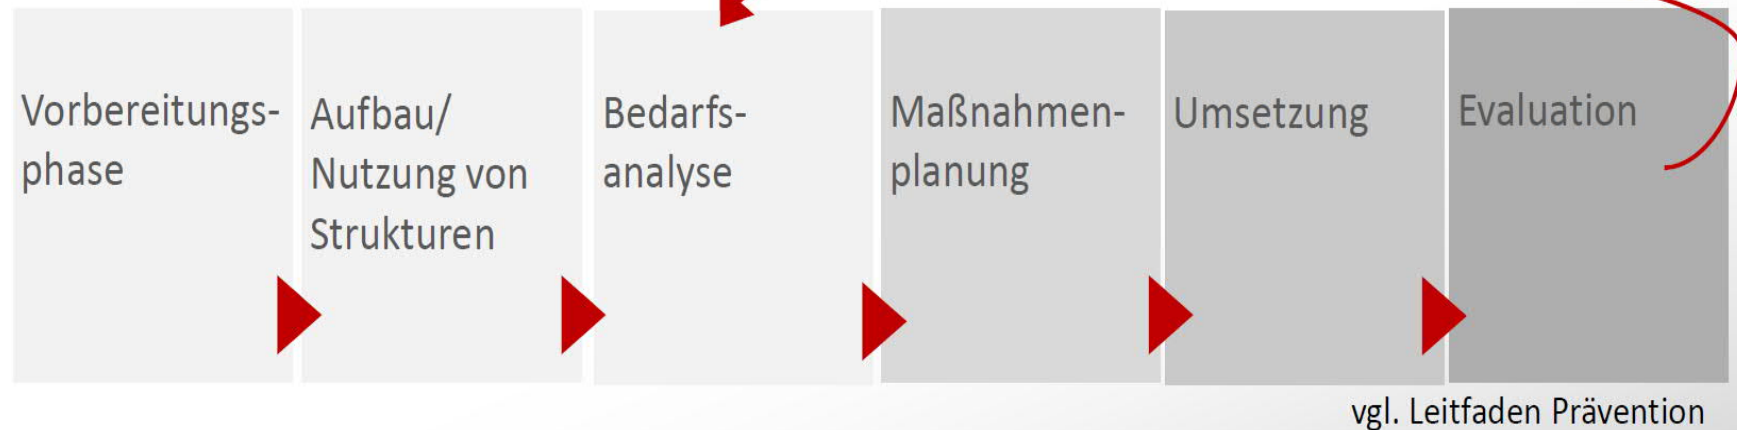 Vorbereitungs-
phase
Aufbau/
Nutzung von
Strukturen
Bedarfs-
analyse
Maßnahmen-
planung
Umsetzung
Evaluation
vgl. Leitfaden Prävention